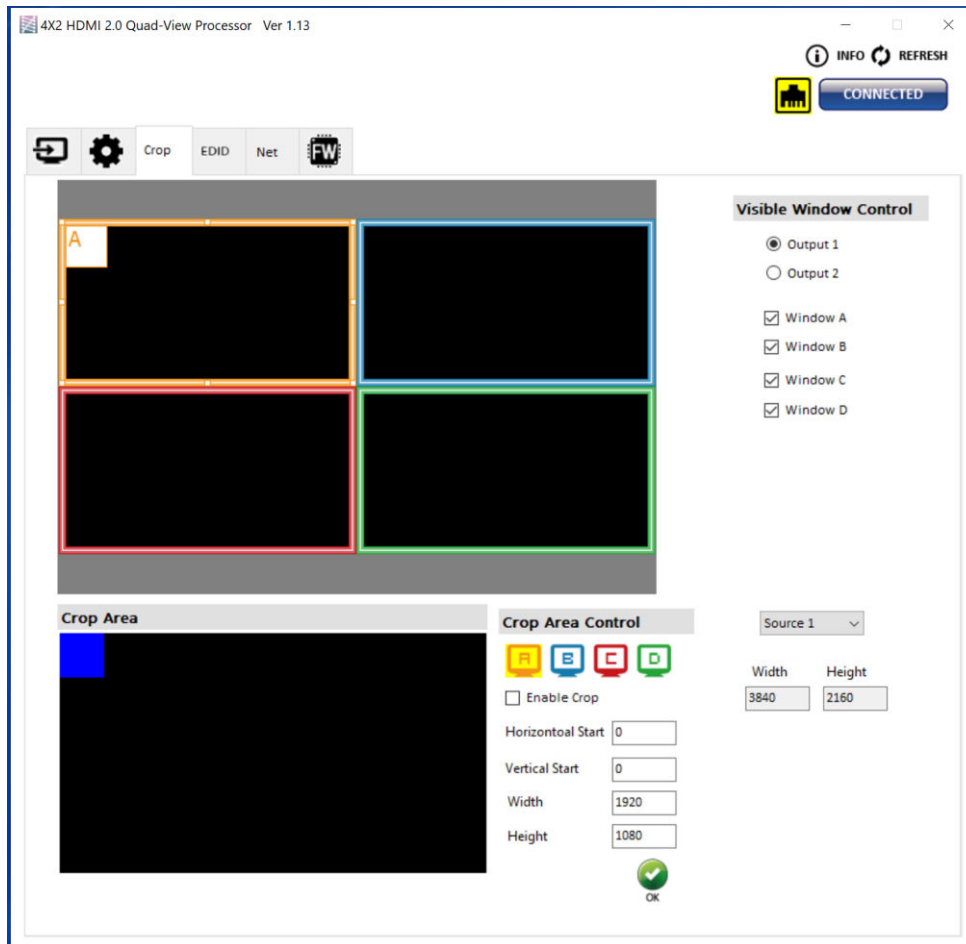 4X2 HDMI 2.0 Quad-View Processor Ver 1.13
INFO REFRESH
CONNECTED
Crop EDID Net FW
Visible Window Control
Output 1
Output 2
A
Window A
Window B
Window C
Window D
Crop Area
Crop Area Control
Source 1
A B C D
Width Height
3840 2160
Enable Crop
Horizontoal Start 0
Vertical Start 0
Width 1920
Height 1080
OK